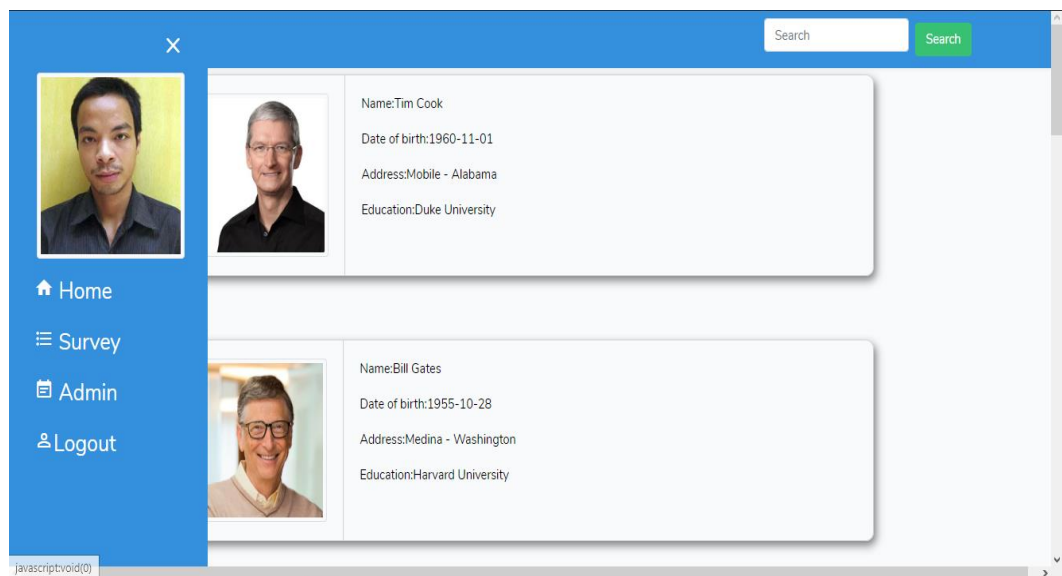 Search
Search
Home
Survey
Admin
Logout
Name:Tim Cook
Date of birth:1960-11-01
Address:Mobile - Alabama
Education:Duke University
Name:Bill Gates
Date of birth:1955-10-28
Address:Medina - Washington
Education:Harvard University
javascript:void(0)